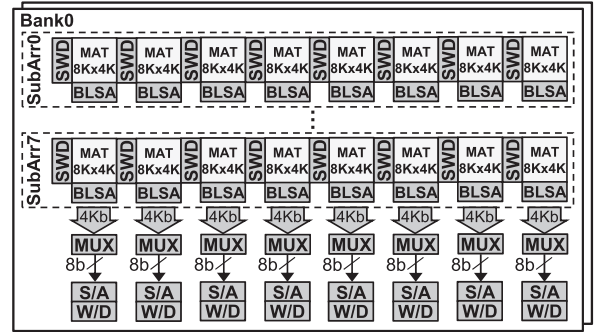 Bank0
SubArr0
SWD MAT SWD MAT SWD MAT SWD MAT SWD MAT SWD MAT SWD MAT SWD MAT
8Kx4K 8Kx4K 8Kx4K 8Kx4K 8Kx4K 8Kx4K 8Kx4K 8Kx4K
BLSA BLSA BLSA BLSA BLSA BLSA BLSA BLSA
SubArr7
SWD MAT SWD MAT SWD MAT SWD MAT SWD MAT SWD MAT SWD MAT SWD MAT
8Kx4K 8Kx4K 8Kx4K 8Kx4K 8Kx4K 8Kx4K 8Kx4K 8Kx4K
BLSA BLSA BLSA BLSA BLSA BLSA BLSA BLSA
4Kb 4Kb 4Kb 4Kb 4Kb 4Kb 4Kb 4Kb
MUX MUX MUX MUX MUX MUX MUX MUX
8b 8b 8b 8b 8b 8b 8b 8b
S/A S/A S/A S/A S/A S/A S/A S/A
W/D W/D W/D W/D W/D W/D W/D W/D